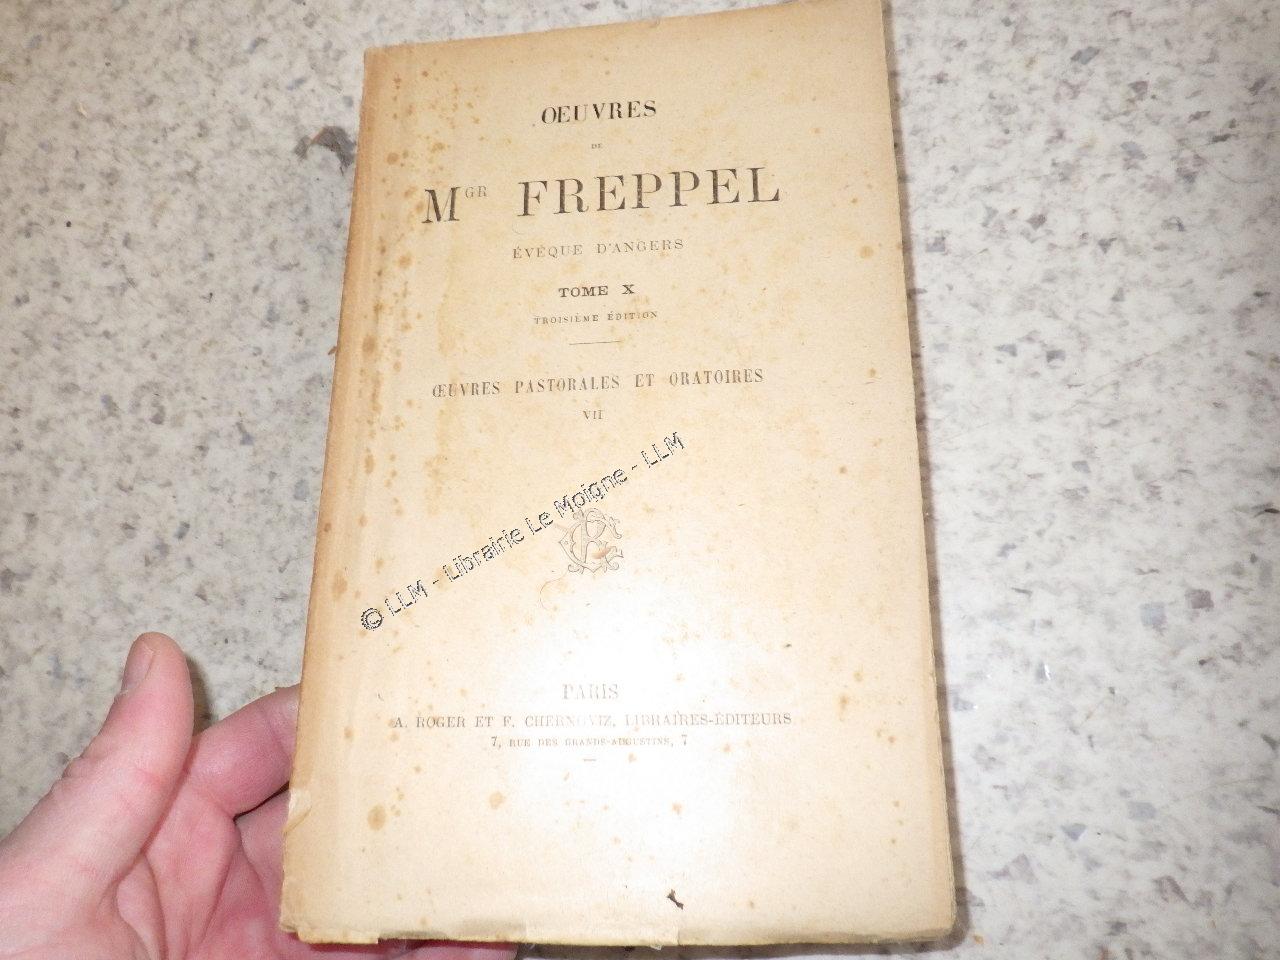 ŒUVRES
DE
MGR FREPPEL
ÉVÊQUE D'ANGERS
TOME X
TROISIÈME ÉDITION
ŒUVRES PASTORALES ET ORATOIRES
VII
© LLM - Librairie Le Moigne - LLM
PARIS
A. ROGER ET F. CHERNOVIZ, LIBRAIRES-ÉDITEURS
7, RUE DES GRANDS-AUGUSTINS, 7